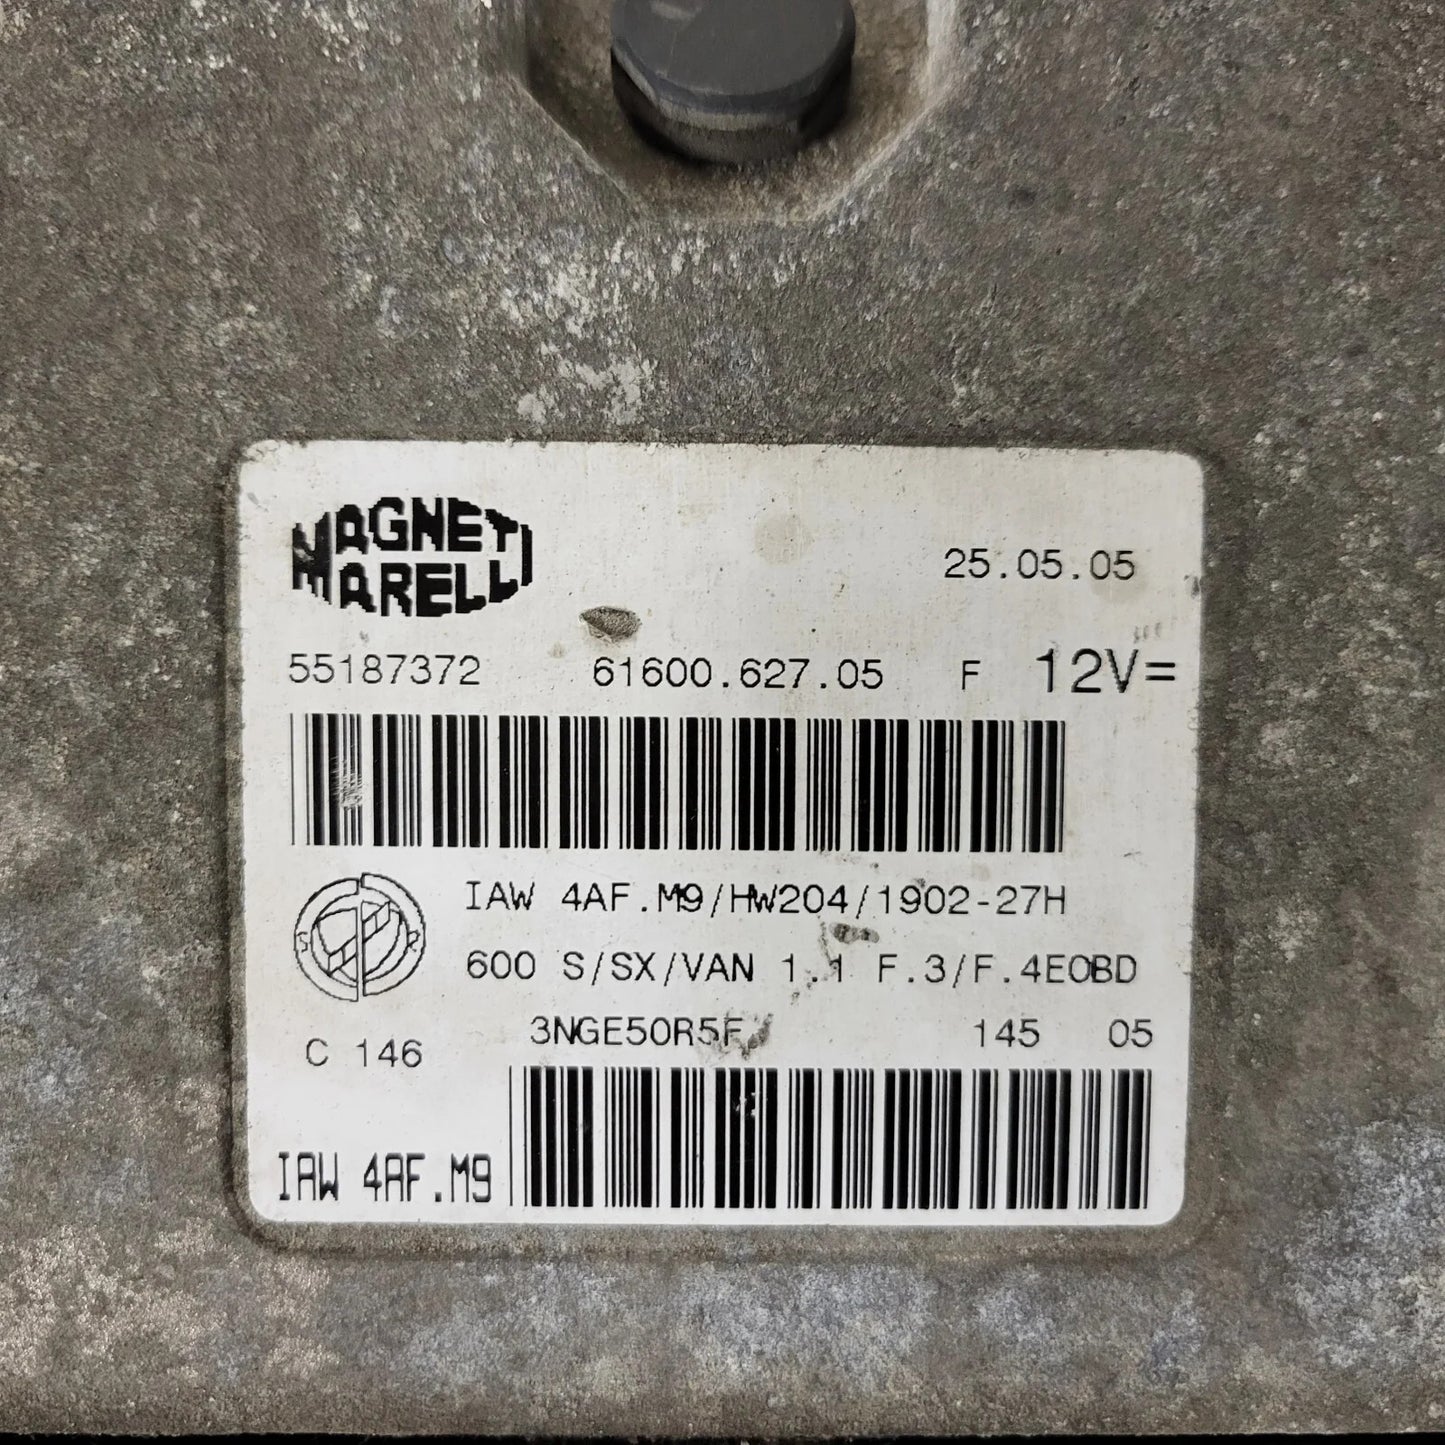 MAGNETI
MARELLI
25.05.05
55187372 61600.627.05 F 12V=
IAW 4AF.M9/HW204/1902-27H
S R
600 S/SX/VAN 1.1 F.3/F.4EOBD
3NGE50R5F 145 05
C 146
IAW 4AF.M9